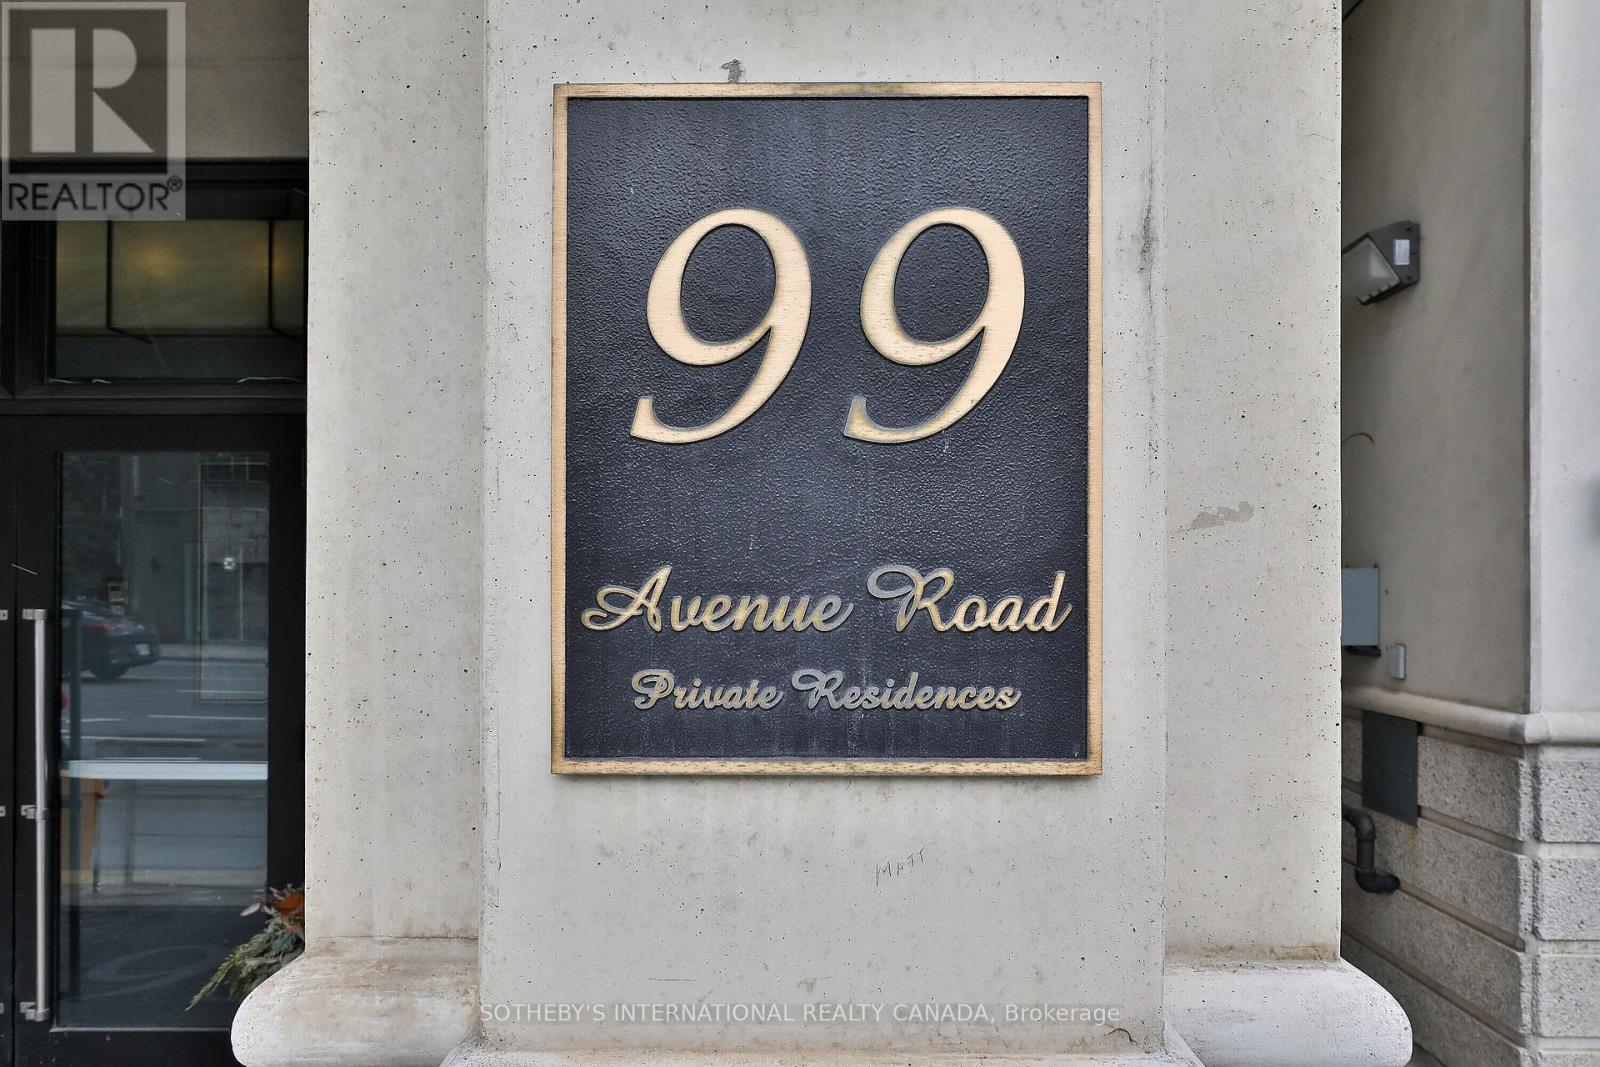 REALTOR®
99
Avenue Road
Private Residences
MATT
SOTHEBY'S INTERNATIONAL REALTY CANADA, Brokerage